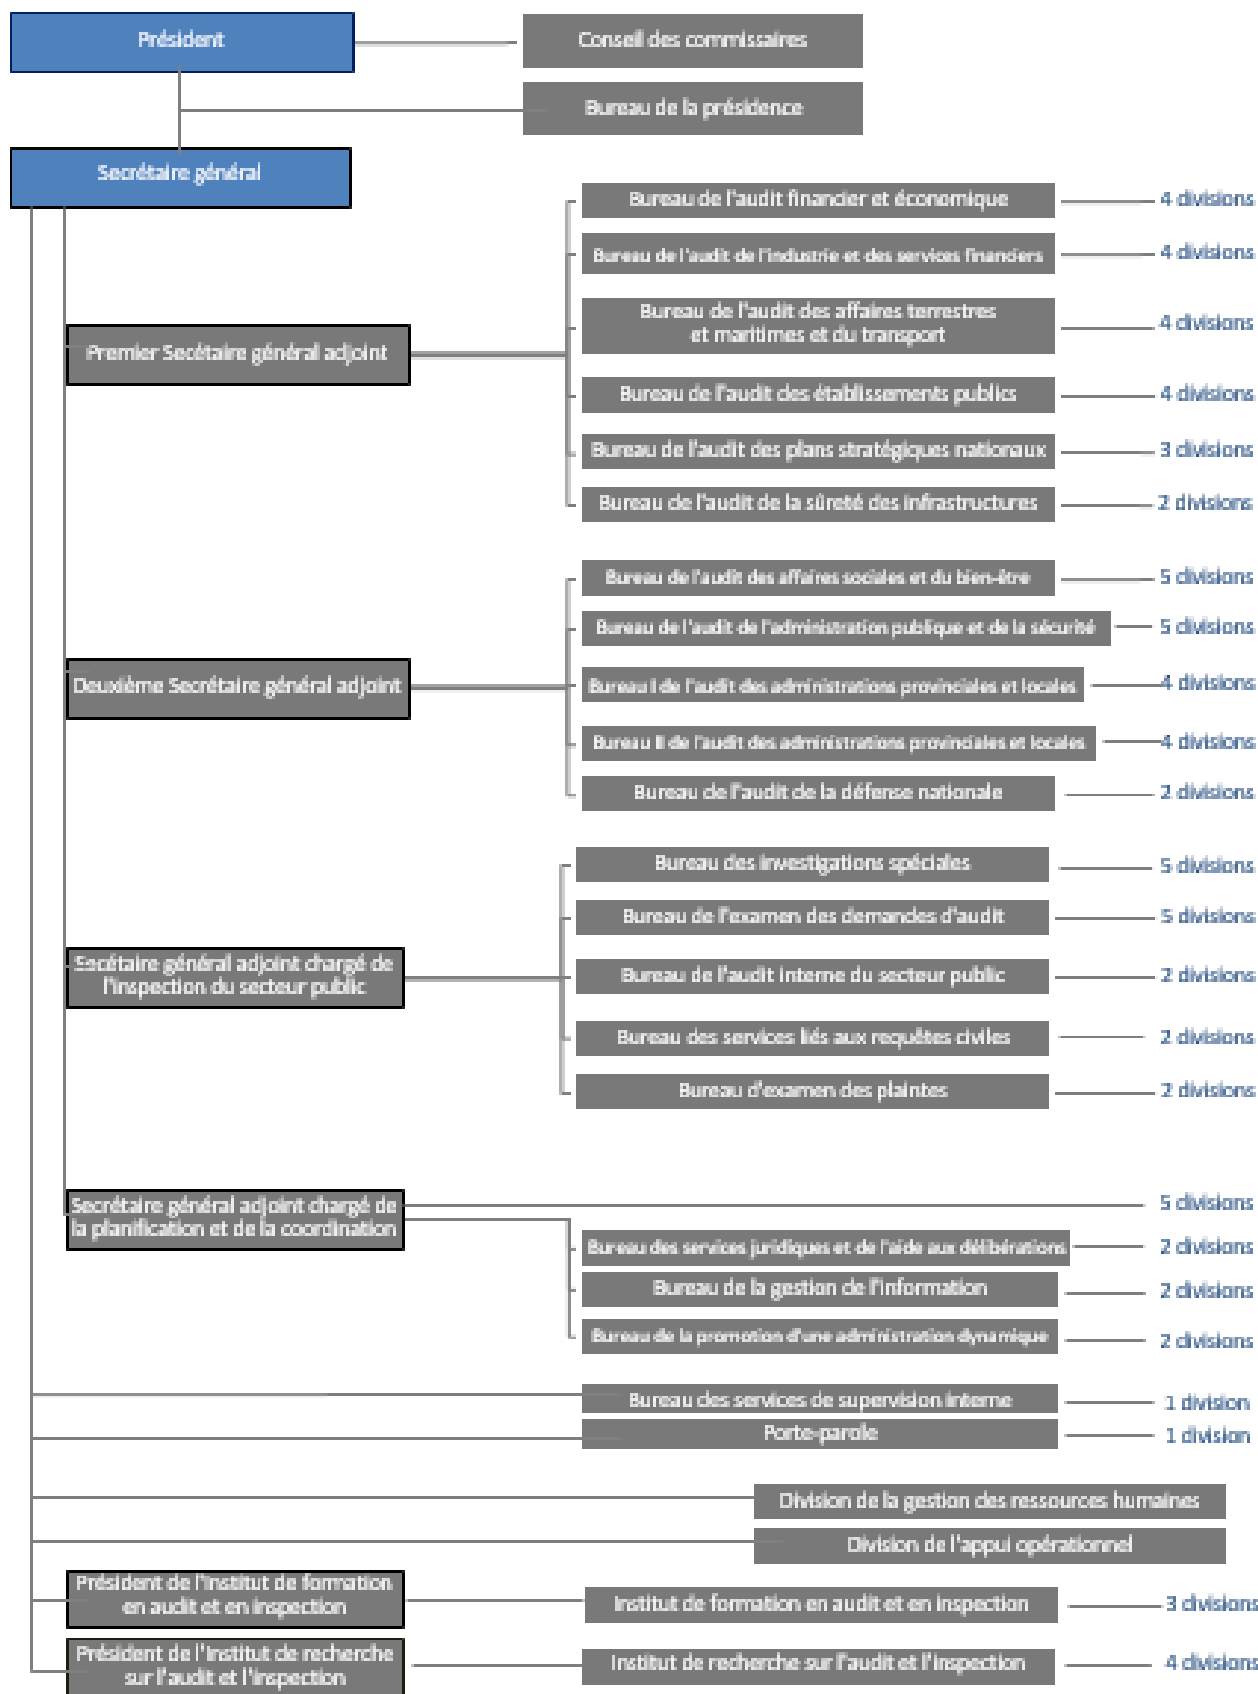 Président
Conseil des commissaires
Bureau de la présidence
Secrétaire général
Bureau de l'audit financier et économique
4 divisions
Bureau de l'audit de l'industrie et des services financiers
4 divisions
Bureau de l'audit des affaires terrestres
et maritimes et du transport
4 divisions
Premier Secétaire général adjoint
Bureau de l'audit des établissements publics
4 divisions
Bureau de l'audit des plans stratégiques nationaux
3 divisions
Bureau de l'audit de la sûreté des infrastructures
2 divisions
Bureau de l'audit des affaires sociales et du bien-être
5 divisions
Bureau de l'audit de l'administration publique et de la sécurité
5 divisions
Deuxième Secrétaire général adjoint
Bureau I de l'audit des administrations provinciales et locales
4 divisions
Bureau II de l'audit des administrations provinciales et locales
4 divisions
Bureau de l'audit de la défense nationale
2 divisions
Bureau des investigations spéciales
5 divisions
Bureau de l'examen des demandes d'audit
5 divisions
Secétaire général adjoint chargé de
l'inspection du secteur public
Bureau de l'audit interne du secteur public
2 divisions
Bureau des services liés aux requêtes civiles
2 divisions
Bureau d'examen des plaintes
2 divisions
Secrétaire général adjoint chargé de
la planification et de la coordination
5 divisions
Bureau des services juridiques et de l'aide aux délibérations
2 divisions
Bureau de la gestion de l'information
2 divisions
Bureau de la promotion d'une administration dynamique
2 divisions
Bureau des services de supervision interne
1 division
Porte-parole
1 division
Division de la gestion des ressources humaines
Division de l'appui opérationnel
Président de l'Institut de formation
en audit et en inspection
Institut de formation en audit et en inspection
3 divisions
Président de l'Institut de recherche
sur l'audit et l'inspection
Institut de recherche sur l'audit et l'inspection
4 divisions